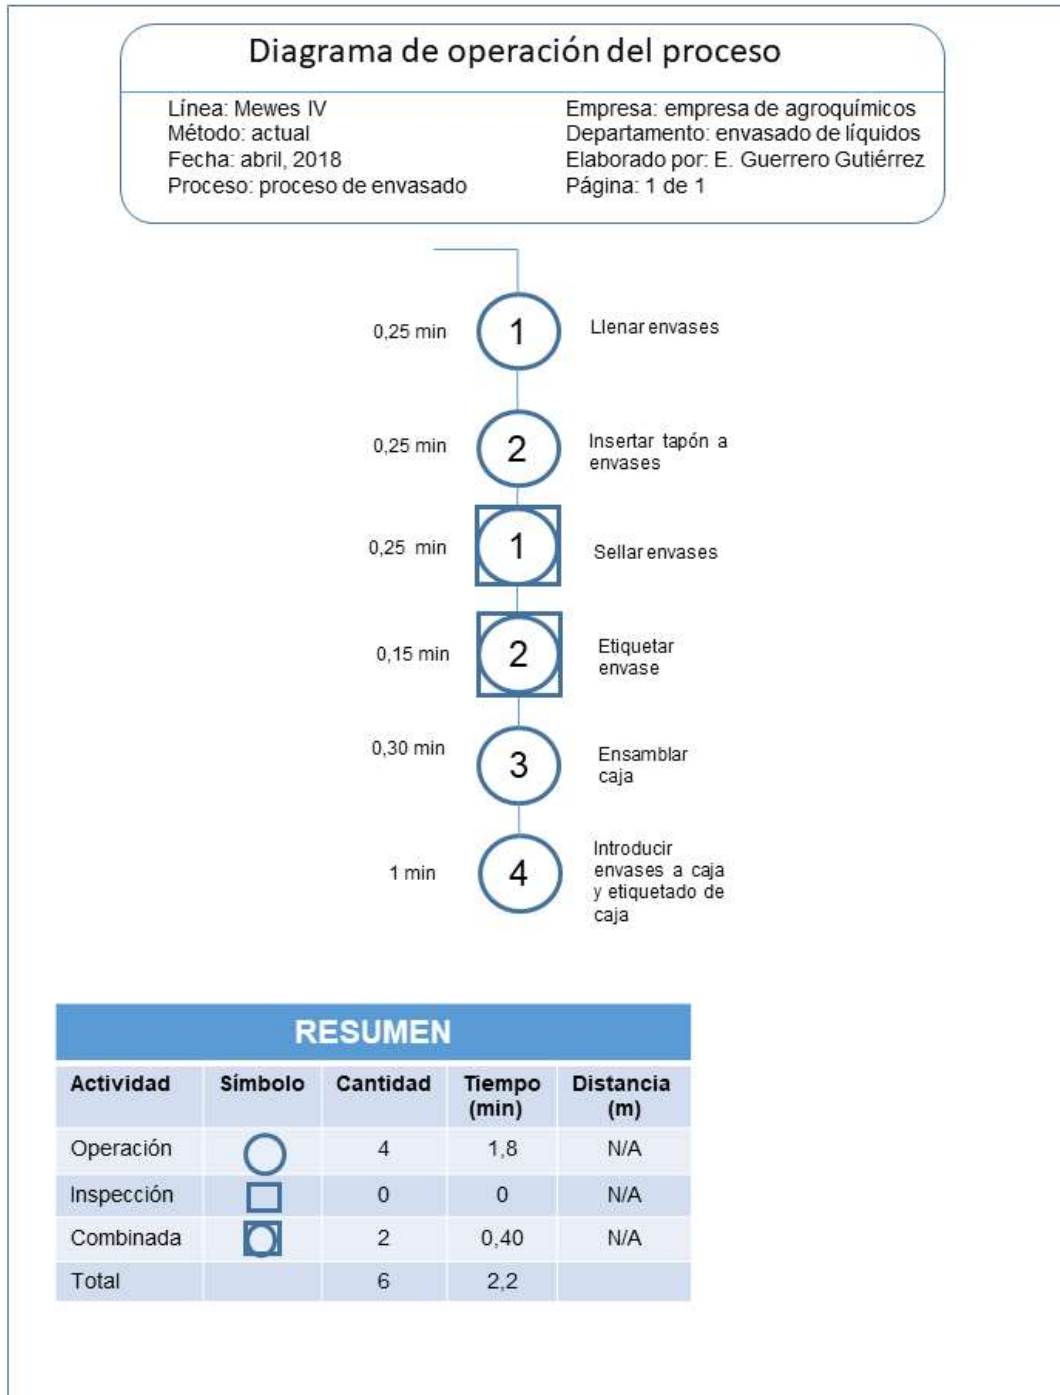 Diagrama de operación del proceso
Línea: Mewes IV
Método: actual
Fecha: abril, 2018
Proceso: proceso de envasado
Empresa: empresa de agroquímicos
Departamento: envasado de líquidos
Elaborado por: E. Guerrero Gutiérrez
Página: 1 de 1
0,25 min 1 Llenar envases
0,25 min 2 Insertar tapón a
envases
0,25 min 1 Sellar envases
0,15 min 2 Etiquetar
envase
0,30 min 3 Ensamblar
caja
1 min 4 Introducir
envases a caja
y etiquetado de
caja
RESUMEN
Actividad Símbolo Cantidad Tiempo
(min) Distancia
(m)
Operación 4 1,8 N/A
Inspección 0 0 N/A
Combinada 2 0,40 N/A
Total 6 2,2